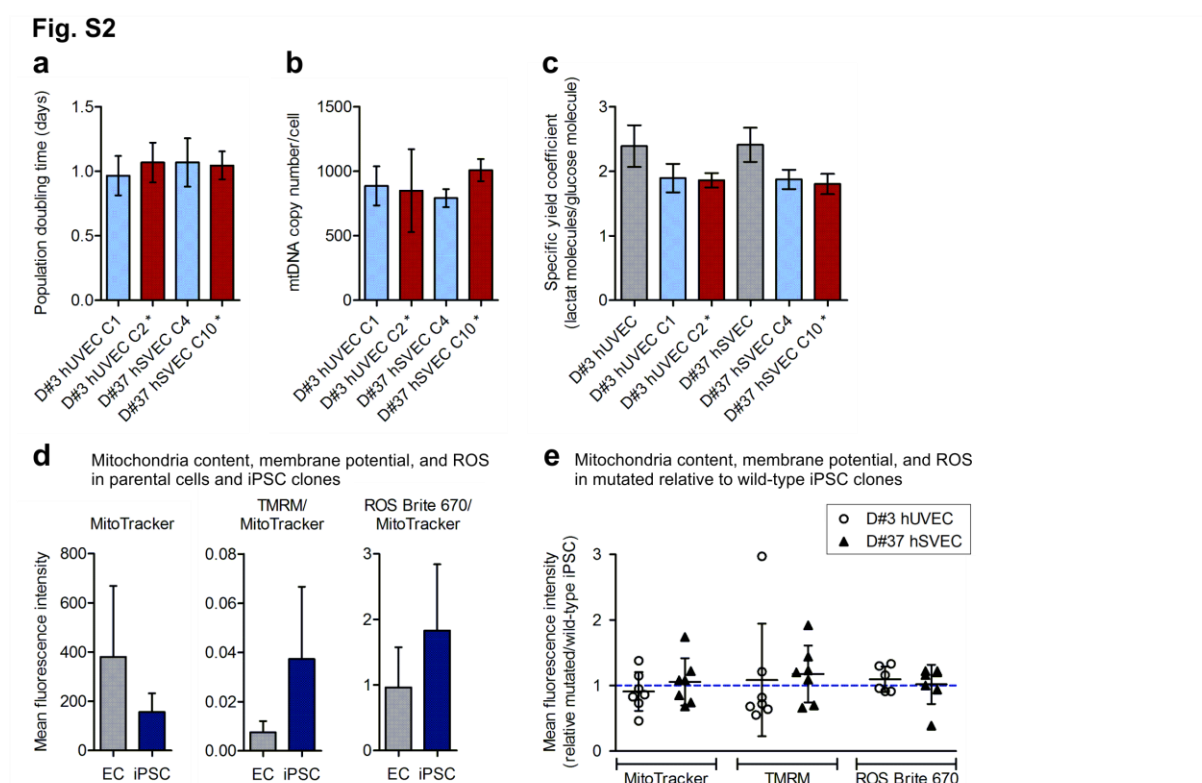 Fig. S2
a
Population doubling time (days)
1.5
1.0
0.5
0.0
D#3 hUVEC C1
D#3 hUVEC C2 *
D#37 hSVEC C4
D#37 hSVEC C10 *
b
mtDNA copy number/cell
1500
1000
500
0
D#3 hUVEC C1
D#3 hUVEC C2 *
D#37 hSVEC C4
D#37 hSVEC C10 *
c
Specific yield coefficient
(lactat molecules/glucose molecule)
3
2
1
0
D#3 hUVEC
D#3 hUVEC C1
D#3 hUVEC C2 *
D#37 hSVEC
D#37 hSVEC C4
D#37 hSVEC C10 *
d
Mitochondria content, membrane potential, and ROS
in parental cells and iPSC clones
Mean fluorescence intensity
MitoTracker
800
600
400
200
0
EC iPSC
TMRM/
MitoTracker
0.08
0.06
0.04
0.02
0.00
EC iPSC
ROS Brite 670/
MitoTracker
3
2
1
0
EC iPSC
e
Mitochondria content, membrane potential, and ROS
in mutated relative to wild-type iPSC clones
D#3 hUVEC
D#37 hSVEC
Mean fluorescence intensity
(relative mutated/wild-type iPSC)
3
2
1
0
MitoTracker
TMRM
ROS Brite 670